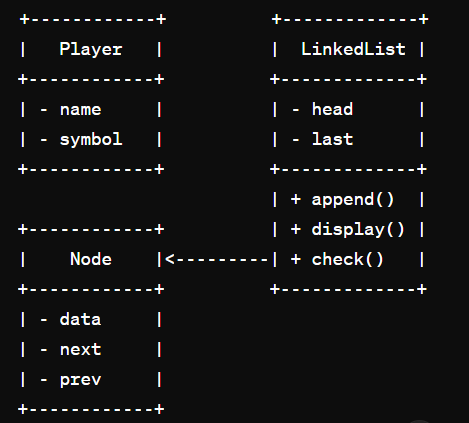 +------------+          +-------------+
|   Player   |          |  LinkedList |
+------------+          +-------------+
| - name     |          | - head      |
| - symbol   |          | - last      |
+------------+          +-------------+
                        | + append()  |
+------------+          | + display() |
|    Node    |<---------| + check()   |
+------------+          +-------------+
| - data     |
| - next     |
| - prev     |
+------------+